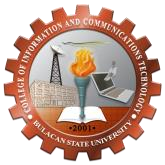 COLLEGE OF INFORMATION AND COMMUNICATIONS TECHNOLOGY
•2001•
BULACAN STATE UNIVERSITY